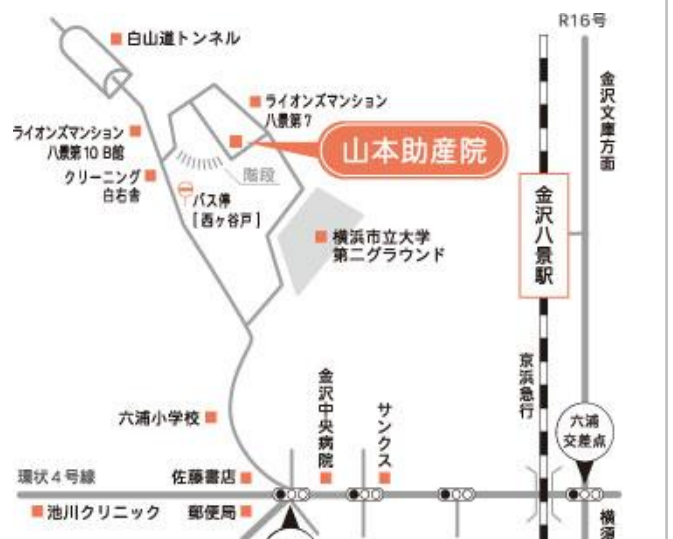 R16号
白山道トンネル
金沢文庫方面
ライオンズマンション
八景第7
ライオンズマンション
八景第10 B館
山本助産院
クリーニング
白右舎
階段
バス停
[西ヶ谷戸]
金沢八景駅
横浜市立大学
第二グラウンド
京浜急行
金沢中央病院
サンクス
六浦小学校
六浦
交差点
環状4号線
佐藤書店
池川クリニック
郵便局
横須